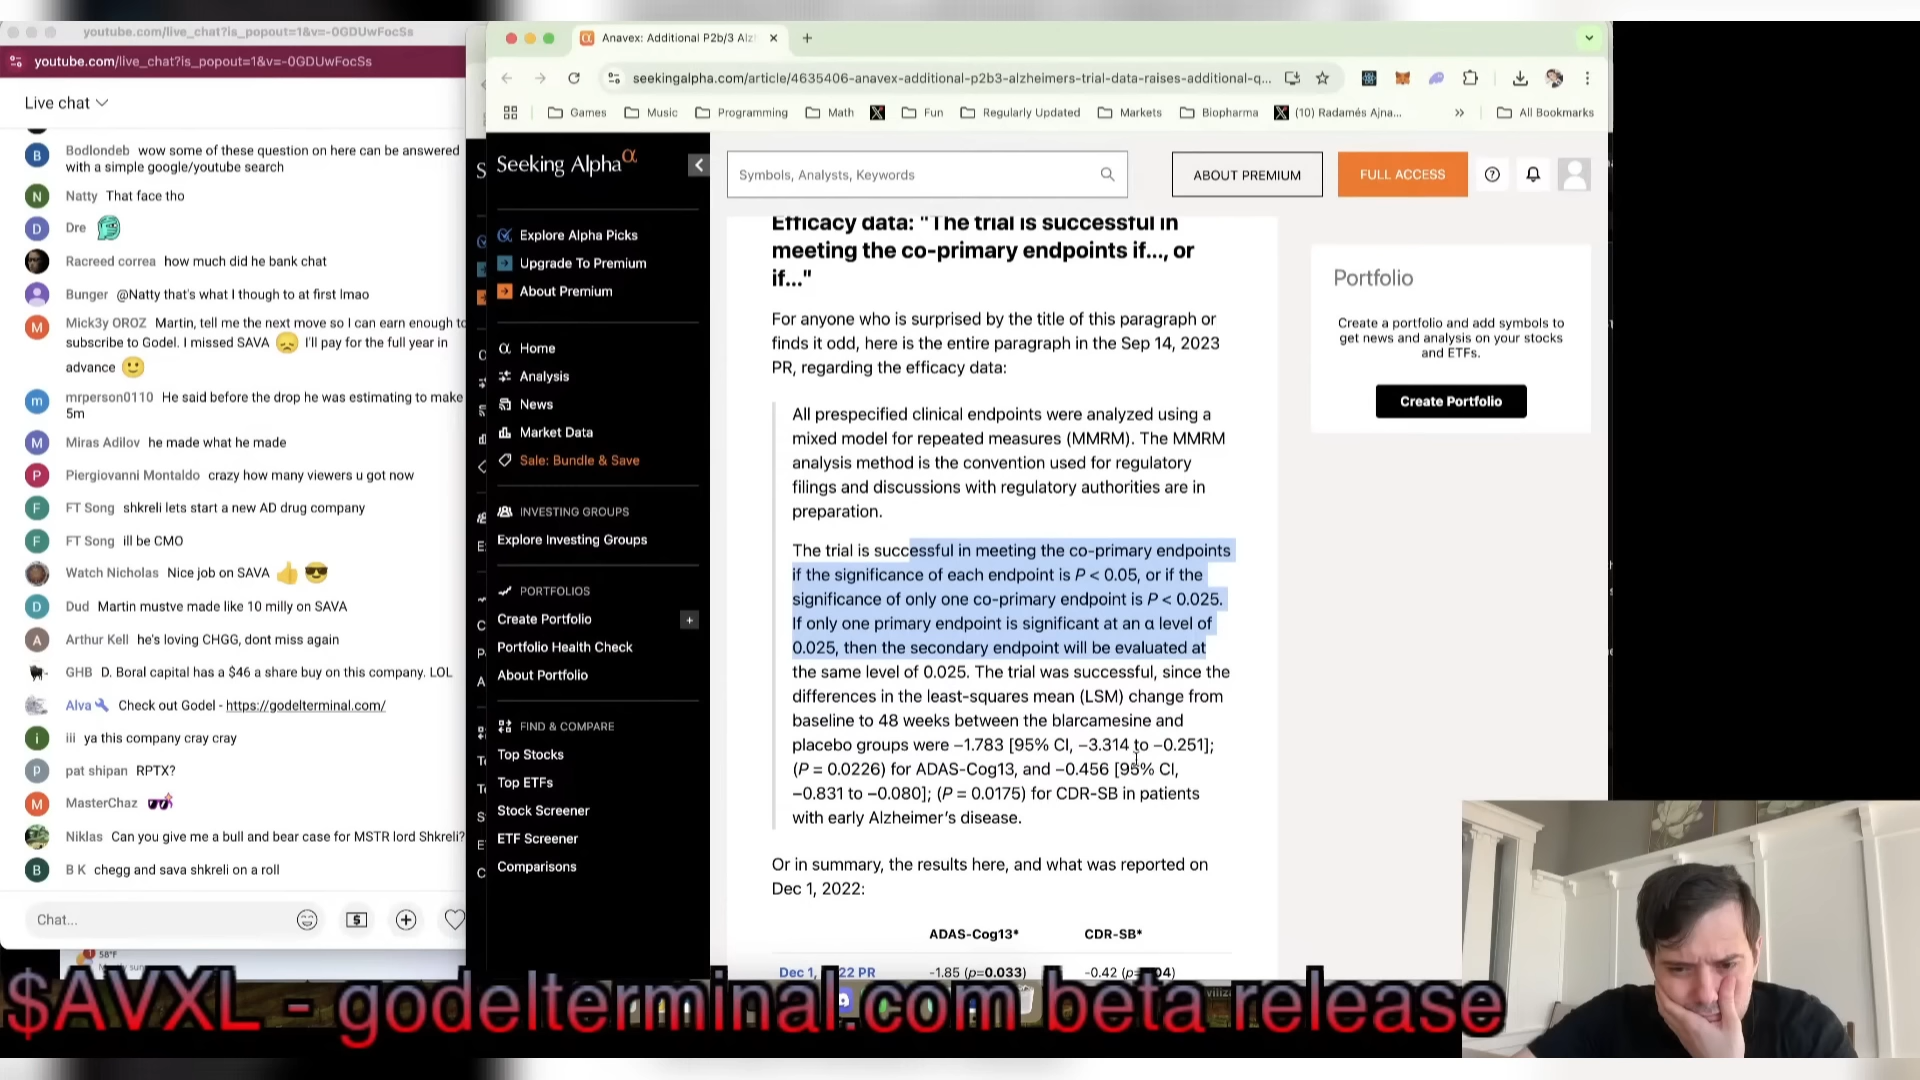 youtube.com/live_chat?is_popout=1&v=-0GDUwFocSs
youtube.com/live_chat?is_popout=1&v=-0GDUwFocSs
Live chat
B Bodlondeb wow some of these question on here can be answered
with a simple google/youtube search
N Natty That face tho
D Dre
Racreed correa how much did he bank chat
Bunger @Natty that's what I though to at first lmao
M Mick3y OROZ Martin, tell me the next move so I can earn enough to
subscribe to Godel. I missed SAVA I'll pay for the full year in
advance
m mrperson0110 He said before the drop he was estimating to make
5m
M Miras Adilov he made what he made
P Piergiovanni Montaldo crazy how many viewers u got now
F FT Song shkreli lets start a new AD drug company
F FT Song ill be CMO
Watch Nicholas Nice job on SAVA
D Dud Martin mustve made like 10 milly on SAVA
A Arthur Kell he's loving CHGG, dont miss again
GHB D. Boral capital has a $46 a share buy on this company. LOL
Alva Check out Godel - https://godelterminal.com/
i iii ya this company cray cray
p pat shipan RPTX?
M MasterChaz
Niklas Can you give me a bull and bear case for MSTR lord Shkreli?
B B K chegg and sava shkreli on a roll
Chat...
58°F
Anavex: Additional P2b/3 Alz
seekingalpha.com/article/4635406-anavex-additional-p2b3-alzheimers-trial-data-raises-additional-q...
Games Music Programming Math Fun Regularly Updated Markets Biopharma (10) Radamés Ajna... » All Bookmarks
Seeking Alpha α
Symbols, Analysts, Keywords
ABOUT PREMIUM
FULL ACCESS
Explore Alpha Picks
Upgrade To Premium
About Premium
Home
Analysis
News
Market Data
Sale: Bundle & Save
INVESTING GROUPS
Explore Investing Groups
PORTFOLIOS
Create Portfolio +
Portfolio Health Check
About Portfolio
FIND & COMPARE
Top Stocks
Top ETFs
Stock Screener
ETF Screener
Comparisons
Efficacy data: "The trial is successful in
meeting the co-primary endpoints if..., or
if..."
For anyone who is surprised by the title of this paragraph or
finds it odd, here is the entire paragraph in the Sep 14, 2023
PR, regarding the efficacy data:
All prespecified clinical endpoints were analyzed using a
mixed model for repeated measures (MMRM). The MMRM
analysis method is the convention used for regulatory
filings and discussions with regulatory authorities are in
preparation.
The trial is successful in meeting the co-primary endpoints
if the significance of each endpoint is P < 0.05, or if the
significance of only one co-primary endpoint is P < 0.025.
If only one primary endpoint is significant at an α level of
0.025, then the secondary endpoint will be evaluated at
the same level of 0.025. The trial was successful, since the
differences in the least-squares mean (LSM) change from
baseline to 48 weeks between the blarcamesine and
placebo groups were −1.783 [95% CI, −3.314 to −0.251];
(P = 0.0226) for ADAS-Cog13, and −0.456 [95% CI,
−0.831 to −0.080]; (P = 0.0175) for CDR-SB in patients
with early Alzheimer's disease.
Or in summary, the results here, and what was reported on
Dec 1, 2022:
ADAS-Cog13* CDR-SB*
Dec 1, 22 PR -1.85 (p=0.033) -0.42 (p= 04)
Portfolio
Create a portfolio and add symbols to
get news and analysis on your stocks
and ETFs.
Create Portfolio
$AVXL - godelterminal.com beta release